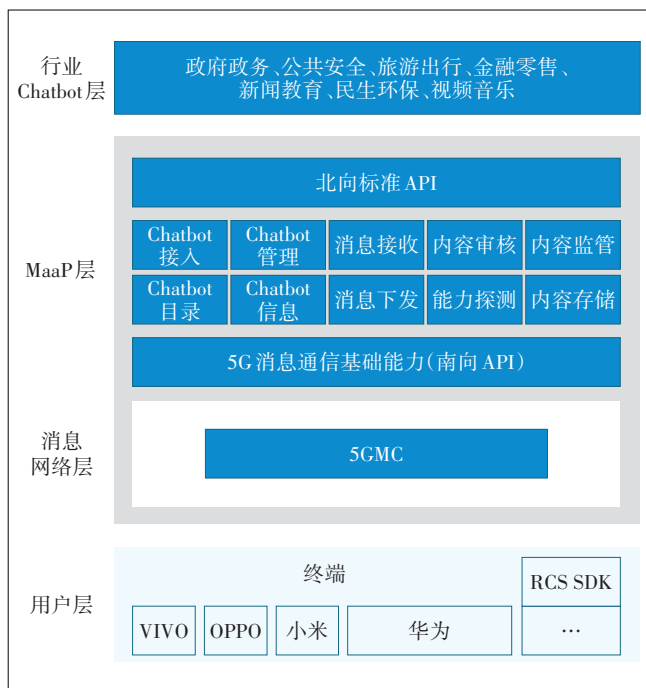 行业
Chatbot层
政府政务、公共安全、旅游出行、金融零售、
新闻教育、民生环保、视频音乐
MaaP层
北向标准API
Chatbot
接入
Chatbot
管理
消息接收
内容审核
内容监管
Chatbot
目录
Chatbot
信息
消息下发
能力探测
内容存储
5G消息通信基础能力(南向API)
消息
网络层
5GMC
用户层
终端
RCS SDK
VIVO
OPPO
小米
华为
…